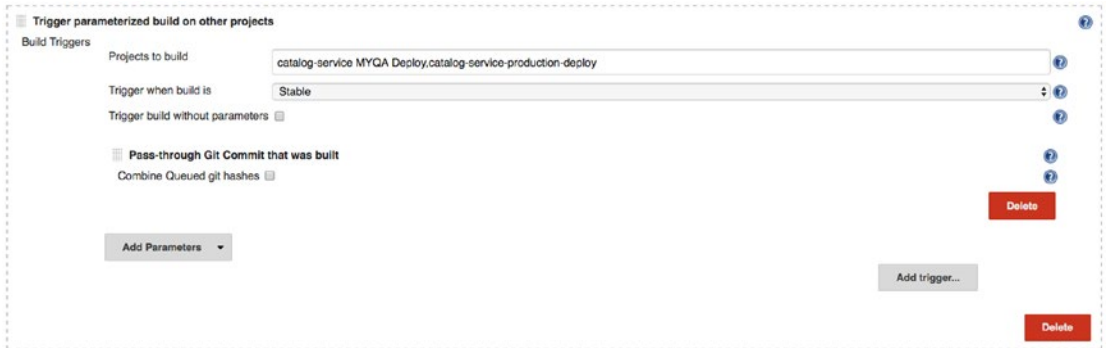 Trigger parameterized build on other projects
Build Triggers
Projects to build
catalog-service MYQA Deploy,catalog-service-production-deploy
Trigger when build is
Stable
Trigger build without parameters
Pass-through Git Commit that was built
Combine Queued git hashes
Delete
Add Parameters
Add trigger...
Delete